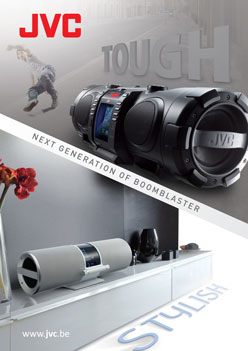 JVC
TOUGH
JVC
NEXT GENERATION OF BOOMBLASTER
STYLISH
www.jvc.be